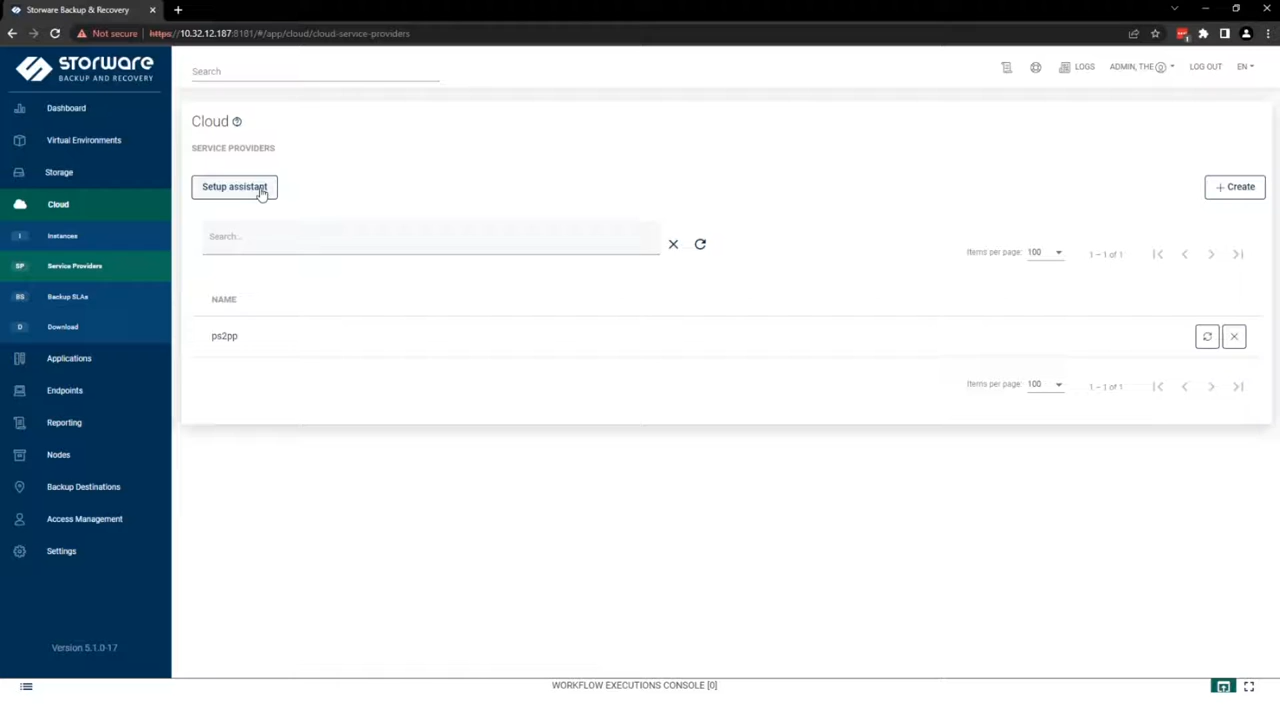 Storware Backup & Recovery
Not secure https://10.32.12.187:8181/#/app/cloud/cloud-service-providers
STORWARE
BACKUP AND RECOVERY
Search
LOGS
ADMIN, THE
LOG OUT
EN
Dashboard
Virtual Environments
Storage
Cloud
I Instances
SP Service Providers
BS Backup SLAs
D Download
Applications
Endpoints
Reporting
Nodes
Backup Destinations
Access Management
Settings
Version 5.1.0-17
Cloud
SERVICE PROVIDERS
Setup assistant
+ Create
Search...
Items per page: 100 1 – 1 of 1
NAME
ps2pp
Items per page: 100 1 – 1 of 1
WORKFLOW EXECUTIONS CONSOLE [0]